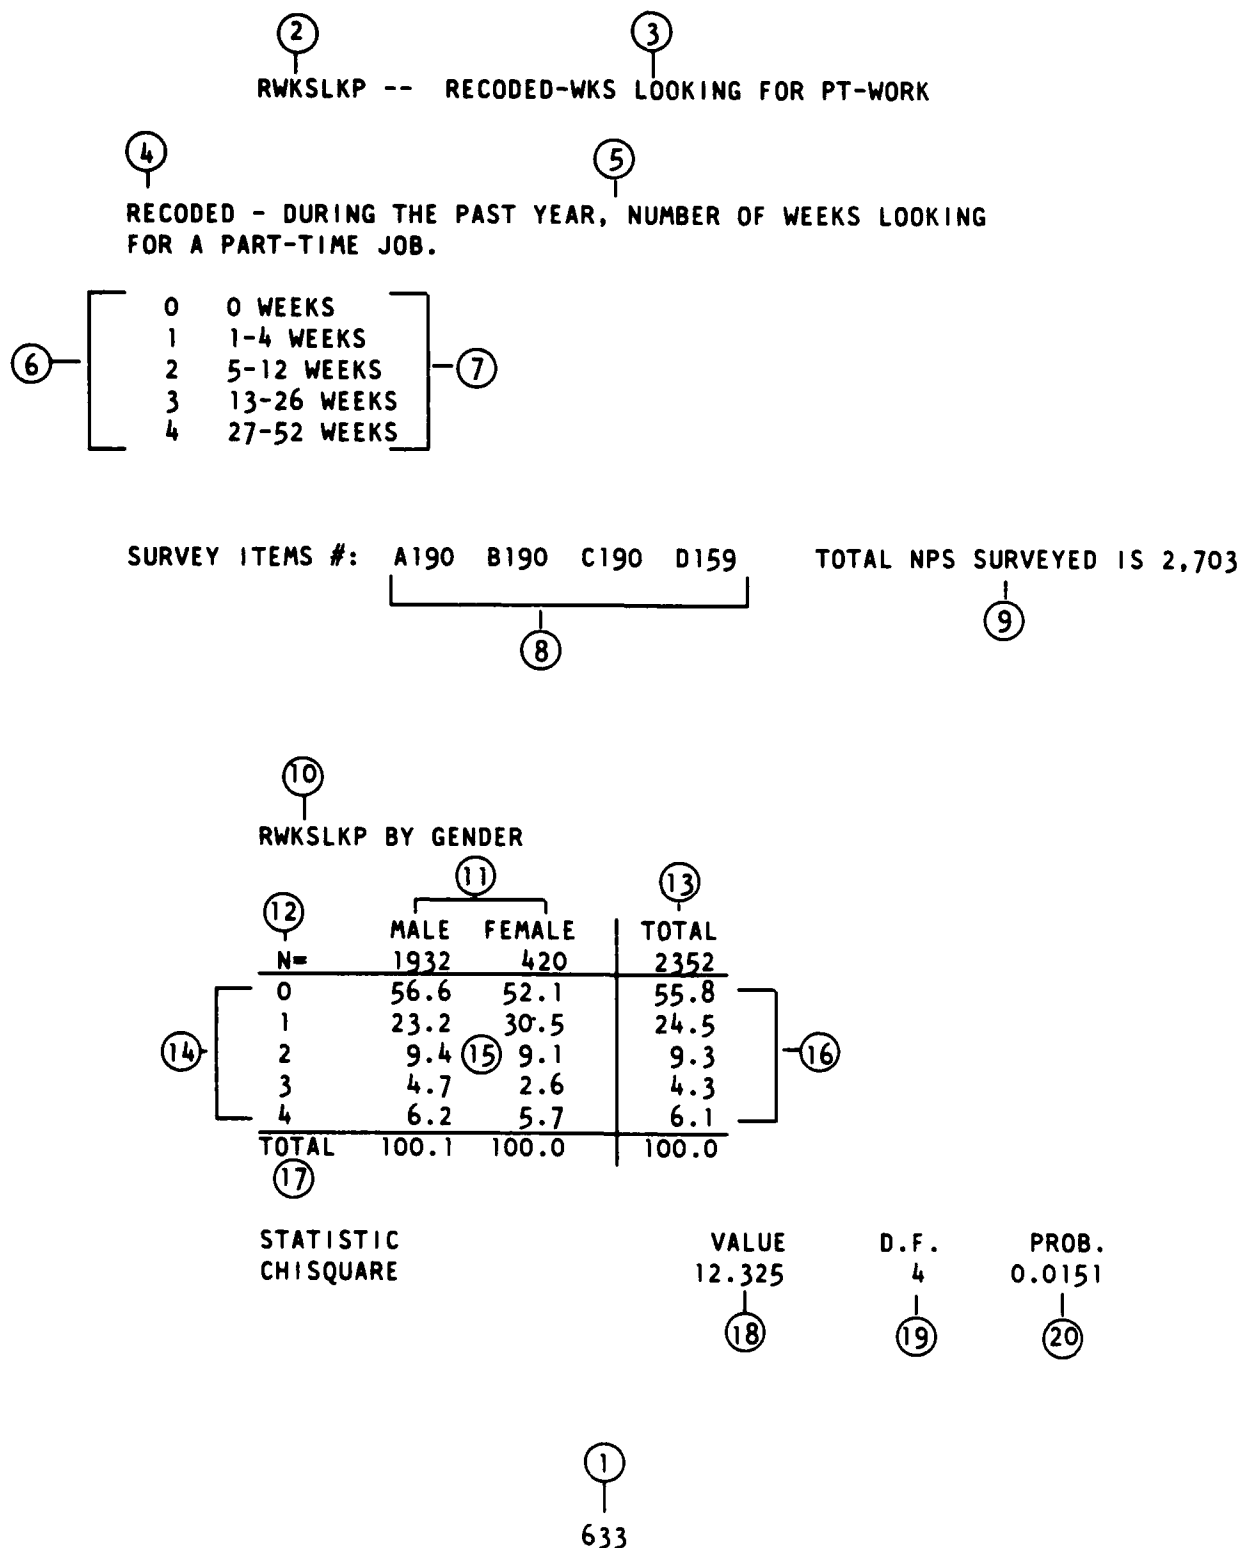 2 3
RWKSLKP -- RECODED-WKS LOOKING FOR PT-WORK
4 5
RECODED - DURING THE PAST YEAR, NUMBER OF WEEKS LOOKING
FOR A PART-TIME JOB.
0 0 WEEKS
1 1-4 WEEKS
6 2 5-12 WEEKS 7
3 13-26 WEEKS
4 27-52 WEEKS
SURVEY ITEMS #: A190 B190 C190 D159 TOTAL NPS SURVEYED IS 2,703
8 9
10
RWKSLKP BY GENDER
11 13
12
MALE FEMALE TOTAL
N= 1932 420 2352
0 56.6 52.1 55.8
1 23.2 30.5 24.5
14 2 9.4 15 9.1 9.3 16
3 4.7 2.6 4.3
4 6.2 5.7 6.1
TOTAL 100.1 100.0 100.0
17
STATISTIC VALUE D.F. PROB.
CHISQUARE 12.325 4 0.0151
18 19 20
1
633